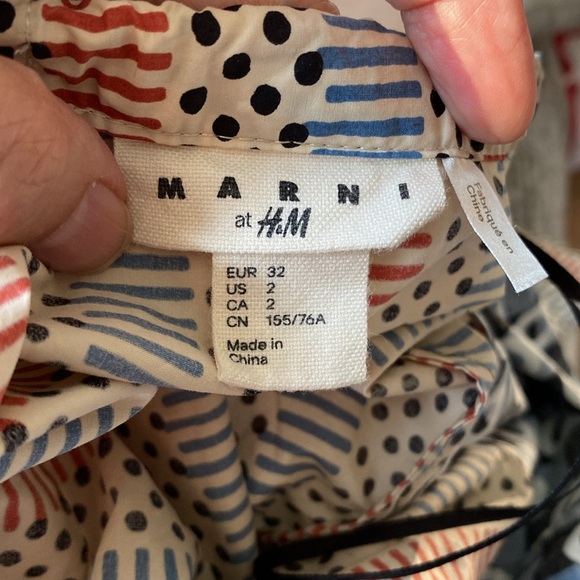 MARNI
at H&M
EUR 32
US 2
CA 2
CN 155/76A
Made in
China
Fabriqué en
Chine